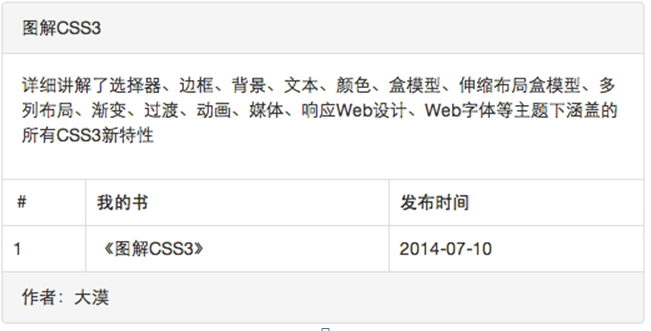 图解CSS3
详细讲解了选择器、边框、背景、文本、颜色、盒模型、伸缩布局盒模型、多
列布局、渐变、过渡、动画、媒体、响应Web设计、Web字体等主题下涵盖的
所有CSS3新特性
# 我的书 发布时间
1 《图解CSS3》 2014-07-10
作者：大漠